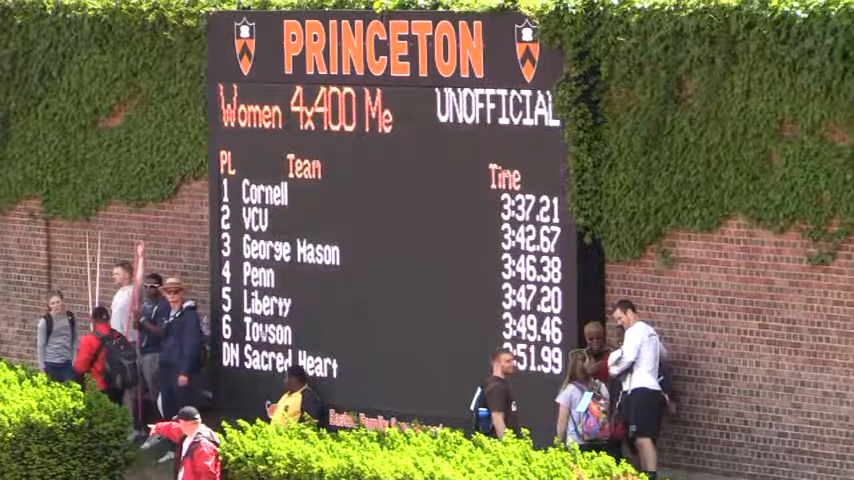 PRINCETON
Women 4x400 Me UNOFFICIAL
PL Team Time
1 Cornell 3:37.21
2 VCU 3:42.67
3 George Mason 3:46.38
4 Penn 3:47.20
5 Liberty 3:49.46
6 Towson 3:51.99
DN Sacred Heart